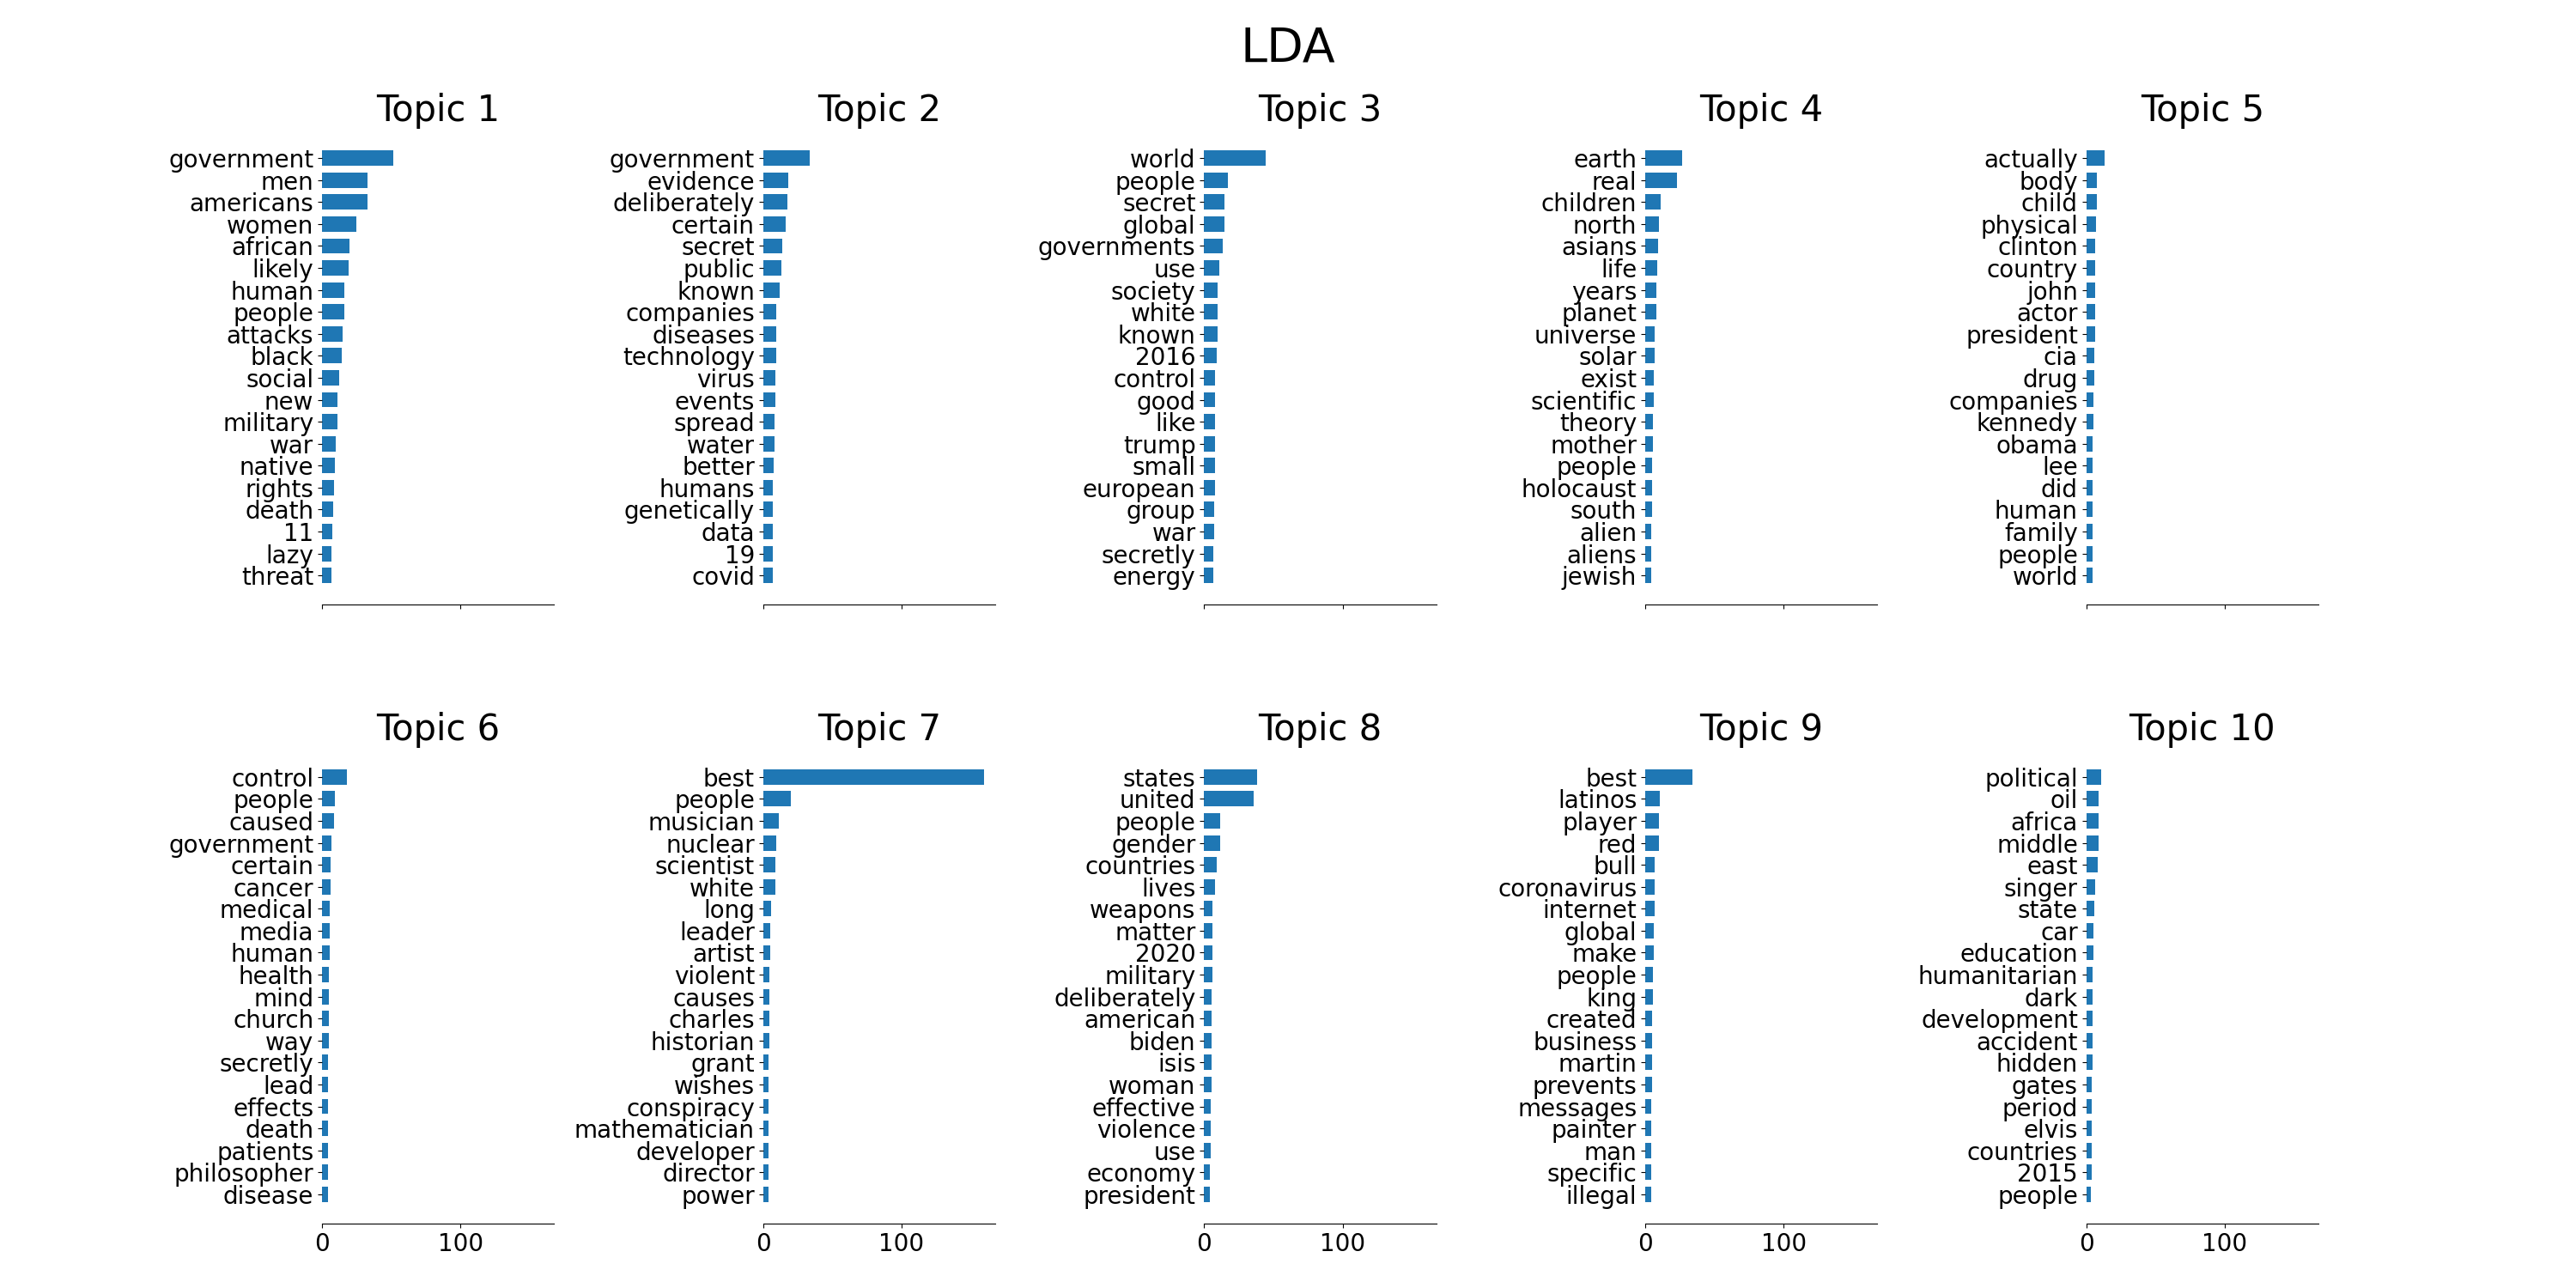 LDA
Topic 1
government
men
americans
women
african
likely
human
people
attacks
black
social
new
military
war
native
rights
death
11
lazy
threat
Topic 2
government
evidence
deliberately
certain
secret
public
known
companies
diseases
technology
virus
events
spread
water
better
humans
genetically
data
19
covid
Topic 3
world
people
secret
global
governments
use
society
white
known
2016
control
good
like
trump
small
european
group
war
secretly
energy
Topic 4
earth
real
children
north
asians
life
years
planet
universe
solar
exist
scientific
theory
mother
people
holocaust
south
alien
aliens
jewish
Topic 5
actually
body
child
physical
clinton
country
john
actor
president
cia
drug
companies
kennedy
obama
lee
did
human
family
people
world
Topic 6
control
people
caused
government
certain
cancer
medical
media
human
health
mind
church
way
secretly
lead
effects
death
patients
philosopher
disease
0 100
Topic 7
best
people
musician
nuclear
scientist
white
long
leader
artist
violent
causes
charles
historian
grant
wishes
conspiracy
mathematician
developer
director
power
0 100
Topic 8
states
united
people
gender
countries
lives
weapons
matter
2020
military
deliberately
american
biden
isis
woman
effective
violence
use
economy
president
0 100
Topic 9
best
latinos
player
red
bull
coronavirus
internet
global
make
people
king
created
business
martin
prevents
messages
painter
man
specific
illegal
0 100
Topic 10
political
oil
africa
middle
east
singer
state
car
education
humanitarian
dark
development
accident
hidden
gates
period
elvis
countries
2015
people
0 100